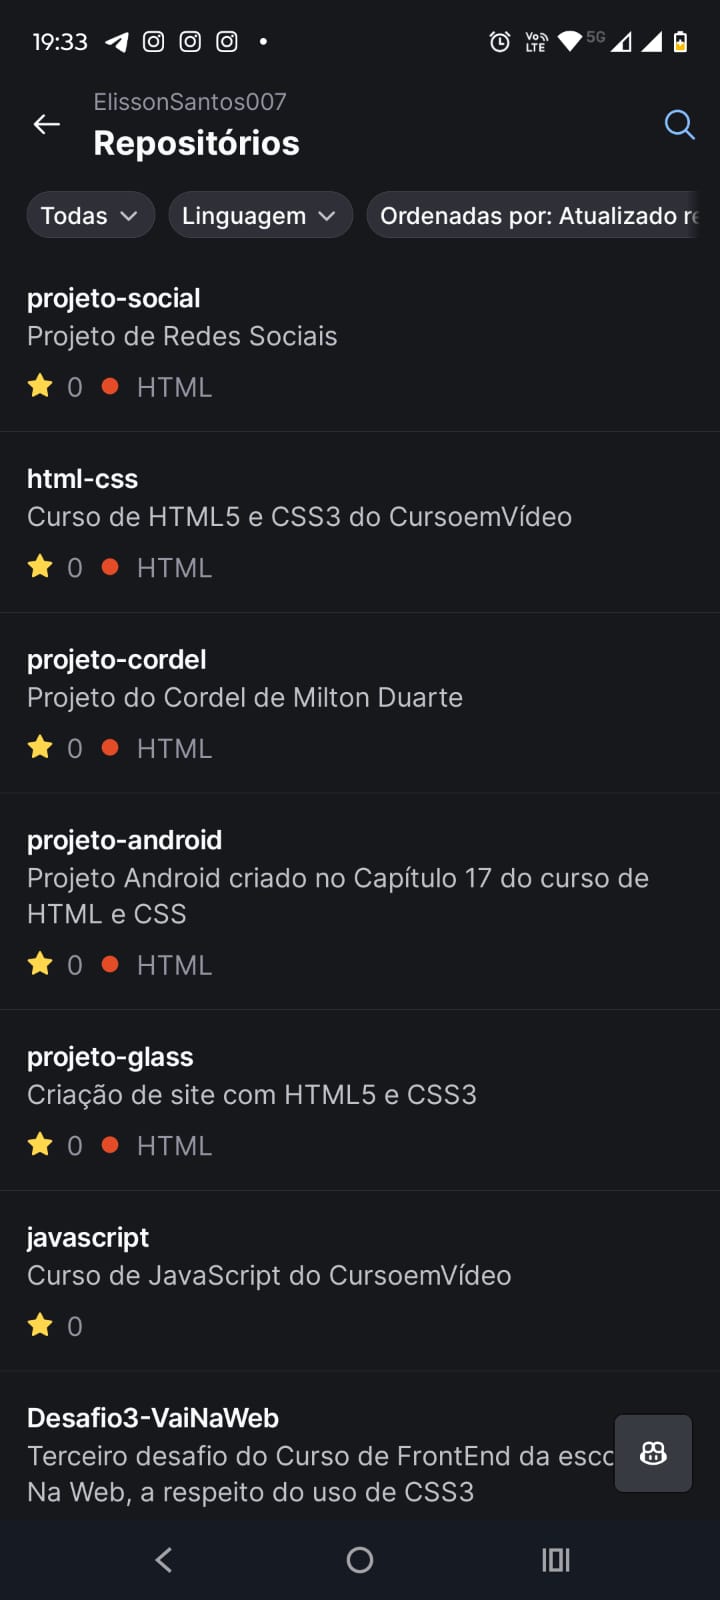 19:33
Vo))
LTE
5G
ElissonSantos007
Repositórios
Todas
Linguagem
Ordenadas por: Atualizado re
projeto-social
Projeto de Redes Sociais
0 HTML
html-css
Curso de HTML5 e CSS3 do CursoemVídeo
0 HTML
projeto-cordel
Projeto do Cordel de Milton Duarte
0 HTML
projeto-android
Projeto Android criado no Capítulo 17 do curso de
HTML e CSS
0 HTML
projeto-glass
Criação de site com HTML5 e CSS3
0 HTML
javascript
Curso de JavaScript do CursoemVídeo
0
Desafio3-VaiNaWeb
Terceiro desafio do Curso de FrontEnd da esco
Na Web, a respeito do uso de CSS3